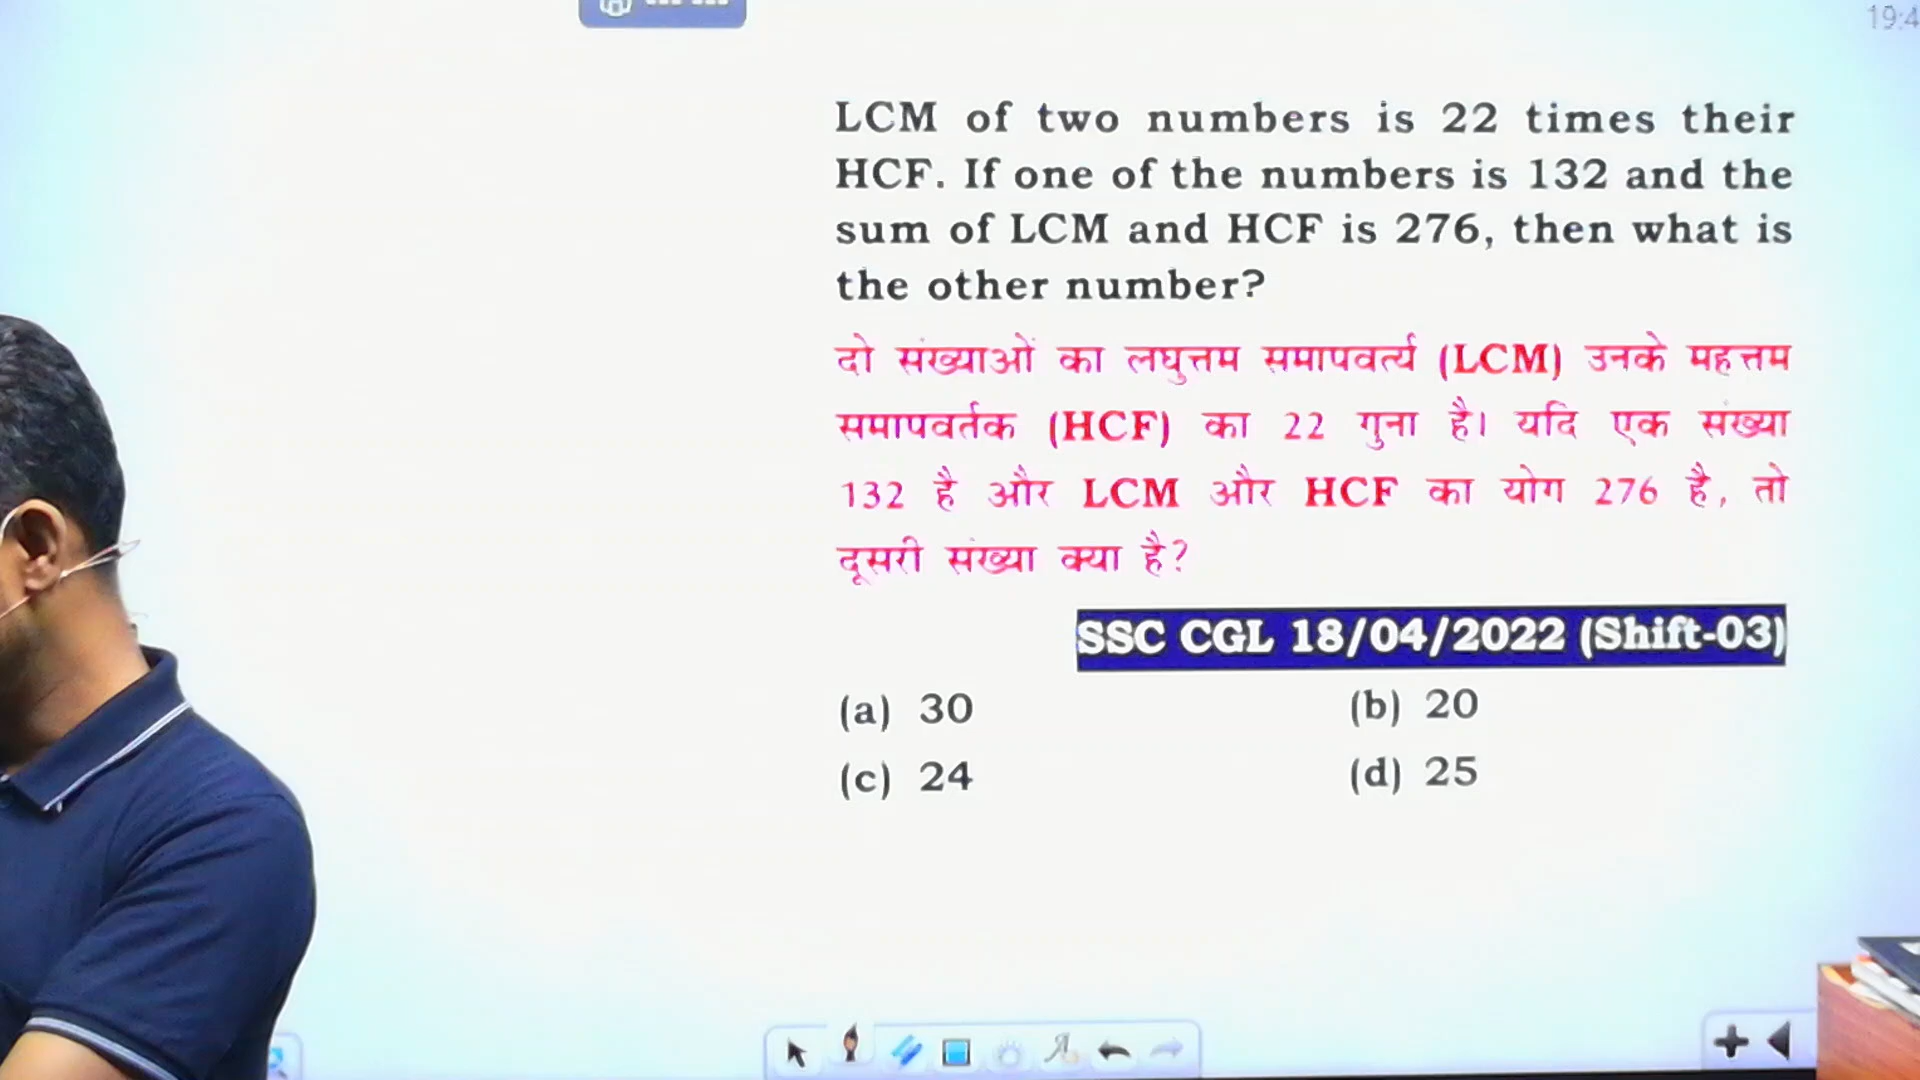 19:4
LCM of two numbers is 22 times their
HCF. If one of the numbers is 132 and the
sum of LCM and HCF is 276, then what is
the other number?
दो संख्याओं का लघुत्तम समापवर्त्य (LCM) उनके महत्तम
समापवर्तक (HCF) का 22 गुना है। यदि एक संख्या
132 है और LCM और HCF का योग 276 है, तो
दूसरी संख्या क्या है?
SSC CGL 18/04/2022 (Shift-03)
(a) 30 (b) 20
(c) 24 (d) 25